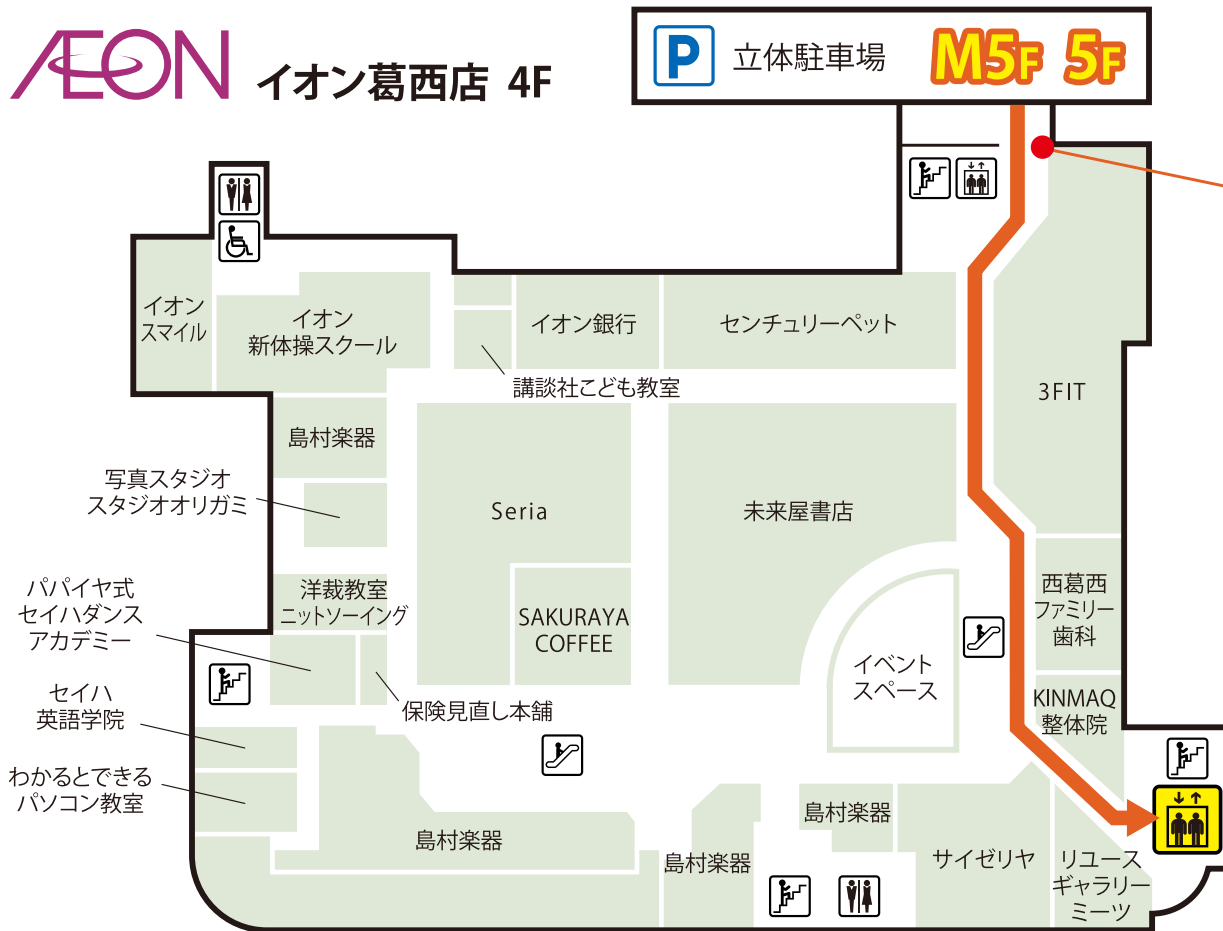 ÆON イオン葛西店 4F
P 立体駐車場 M5F 5F
イオン
スマイル
イオン
新体操スクール
イオン銀行
センチュリーペット
講談社こども教室
3FIT
島村楽器
写真スタジオ
スタジオオリガミ
Seria
未来屋書店
パパイヤ式
セイハダンス
アカデミー
洋裁教室
ニットソーイング
SAKURAYA
COFFEE
西葛西
ファミリー
歯科
イベント
スペース
セイハ
英語学院
保険見直し本舗
KINMAQ
整体院
わかるとできる
パソコン教室
島村楽器
島村楽器
島村楽器
サイゼリヤ
リユース
ギャラリー
ミーツ